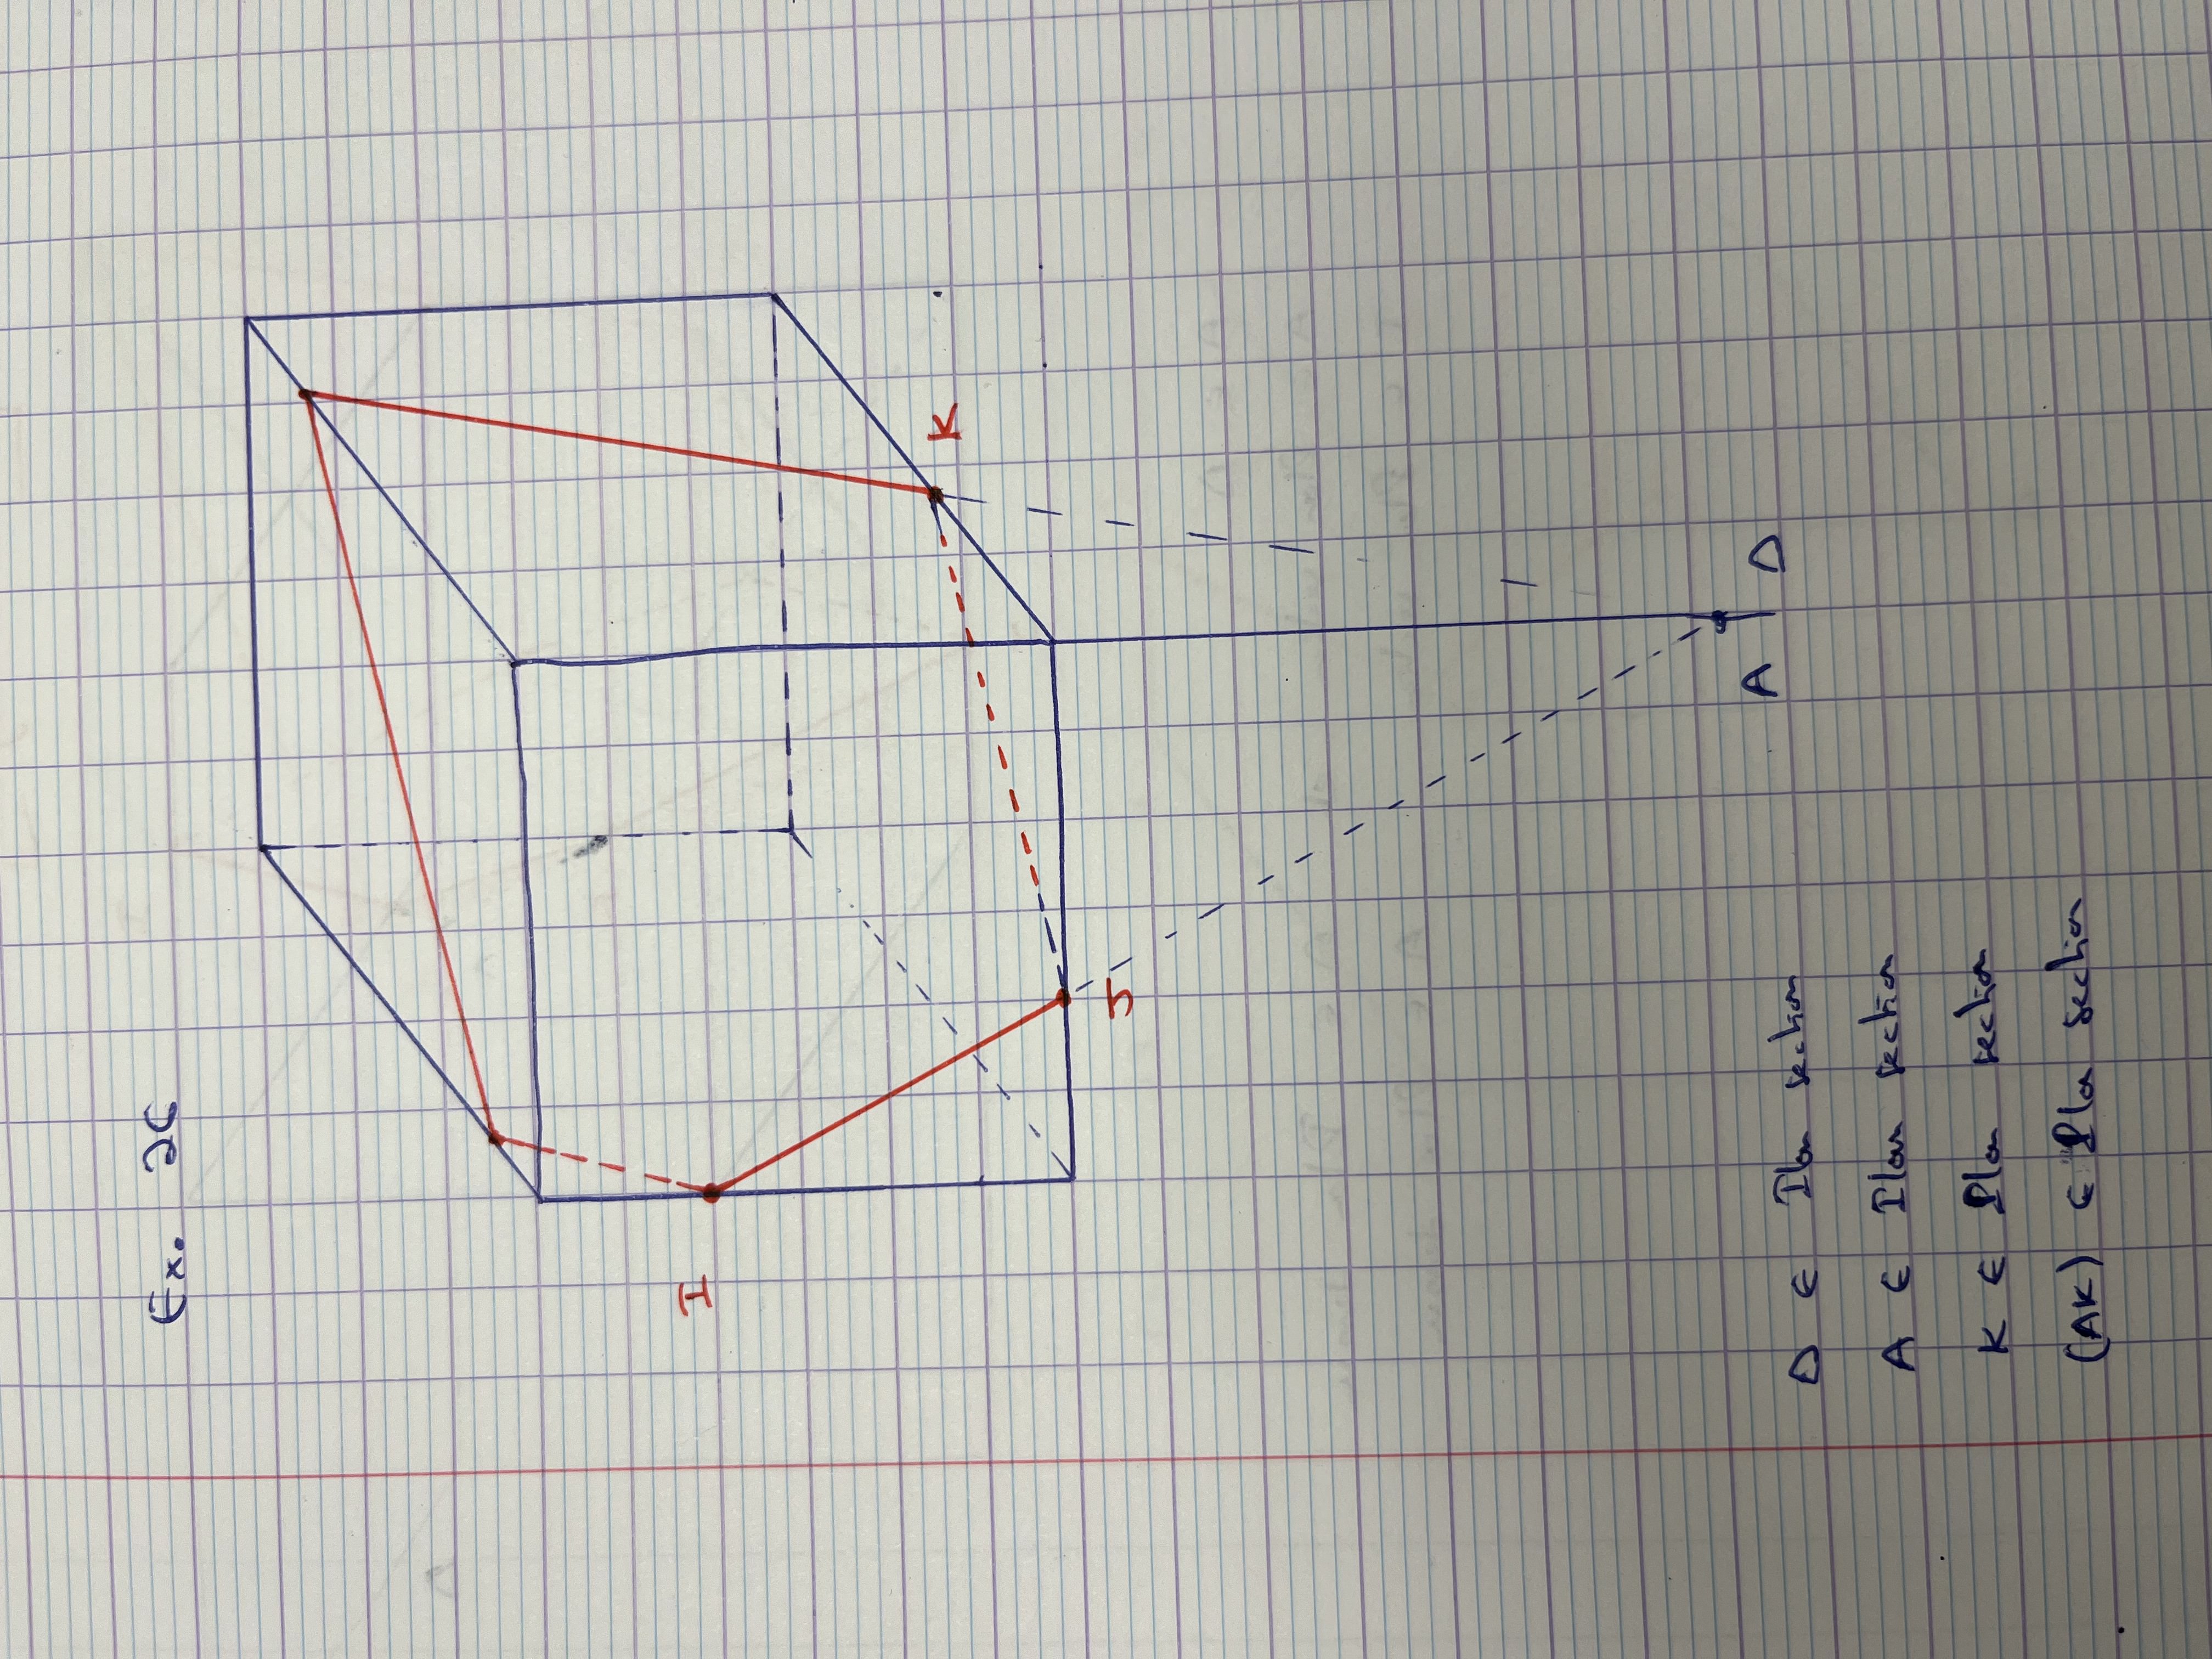 Ex. 26
I
K
J
A D
D ∈ Plan section
A ∈ Plan section
K ∈ Plan section
(AK) ∈ Plan section